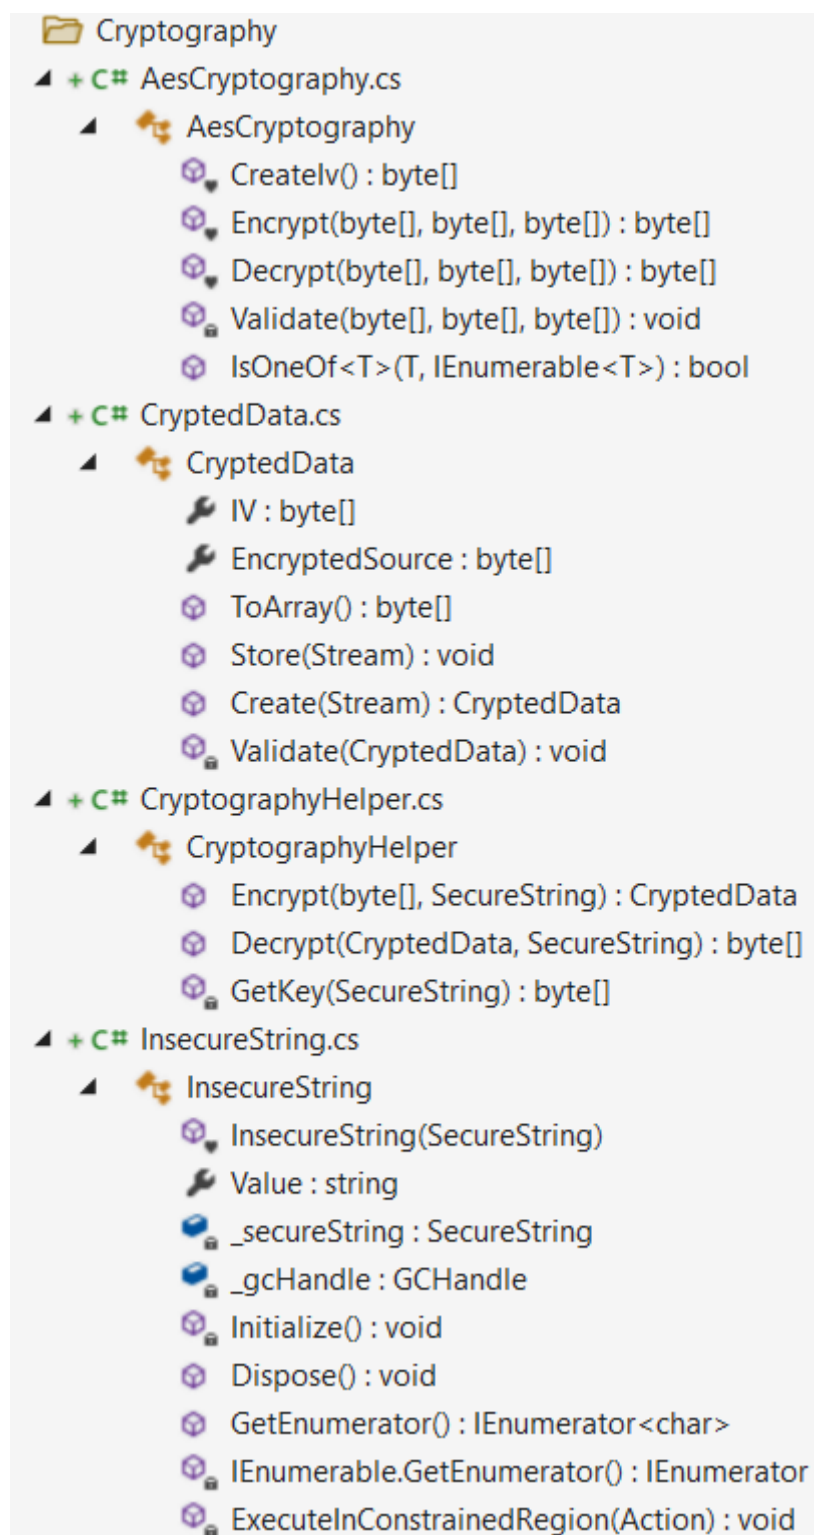 Cryptography
+ C# AesCryptography.cs
AesCryptography
CreateIv() : byte[]
Encrypt(byte[], byte[], byte[]) : byte[]
Decrypt(byte[], byte[], byte[]) : byte[]
Validate(byte[], byte[], byte[]) : void
IsOneOf<T>(T, IEnumerable<T>) : bool
+ C# CryptedData.cs
CryptedData
IV : byte[]
EncryptedSource : byte[]
ToArray() : byte[]
Store(Stream) : void
Create(Stream) : CryptedData
Validate(CryptedData) : void
+ C# CryptographyHelper.cs
CryptographyHelper
Encrypt(byte[], SecureString) : CryptedData
Decrypt(CryptedData, SecureString) : byte[]
GetKey(SecureString) : byte[]
+ C# InsecureString.cs
InsecureString
InsecureString(SecureString)
Value : string
_secureString : SecureString
_gcHandle : GCHandle
Initialize() : void
Dispose() : void
GetEnumerator() : IEnumerator<char>
IEnumerable.GetEnumerator() : IEnumerator
ExecuteInConstrainedRegion(Action) : void